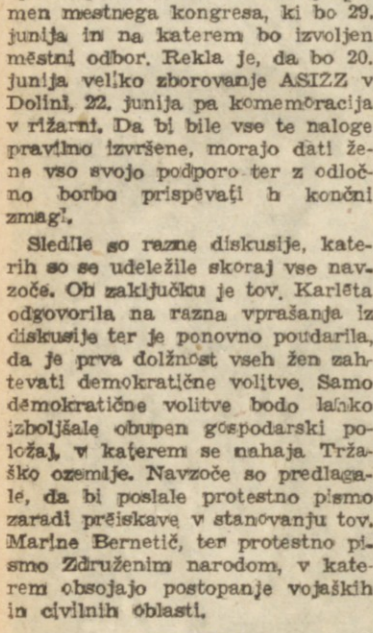 men mestnega kongresa, ki bo 29.
junija in na katerem bo izvoljen
mestni odbor. Rekla je, da bo 20.
junija veliko zborovanje ASIZZ v
Dolini, 22. junija pa komemoracija
v rižarni. Da bi bile vse te naloge
pravilno izvršene, morajo dati že-
ne vso svojo podporo ter z odloč-
no borbo prispevati h končni
zmagi.
Sledile so razne diskusije, kate-
rih so se udeležile skoraj vse nav-
zoče. Ob zaključku je tov. Karleta
odgovorila na razna vprašanja iz
diskusije ter je ponovno poudarila,
da je prva dolžnost vseh žen zah-
tevati demokratične volitve. Samo
demokratične volitve bodo lahko
izboljšale obupen gospodarski po-
ložaj, v katerem se nahaja Trža-
ško ozemlje. Navzoče so predlaga-
le, da bi poslale protestno pismo
zaradi preiskave v stanovanju tov.
Marine Bernetič, ter protestno pi-
smo Združenim narodom, v kate-
rem obsojajo postopanje vojaških
in civilnih oblasti.